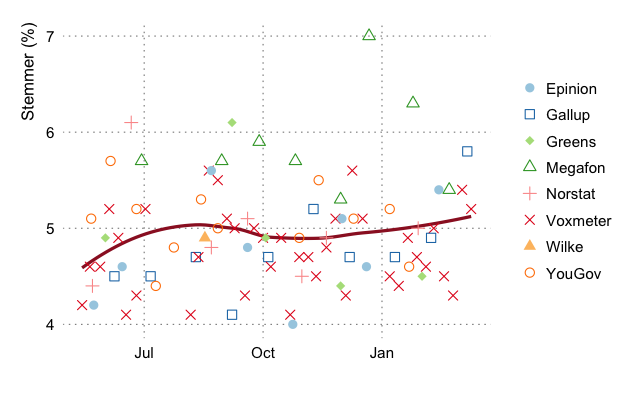 Stemmer (%)
7
6
5
4
Jul
Oct
Jan
Epinion
Gallup
Greens
Megafon
Norstat
Voxmeter
Wilke
YouGov